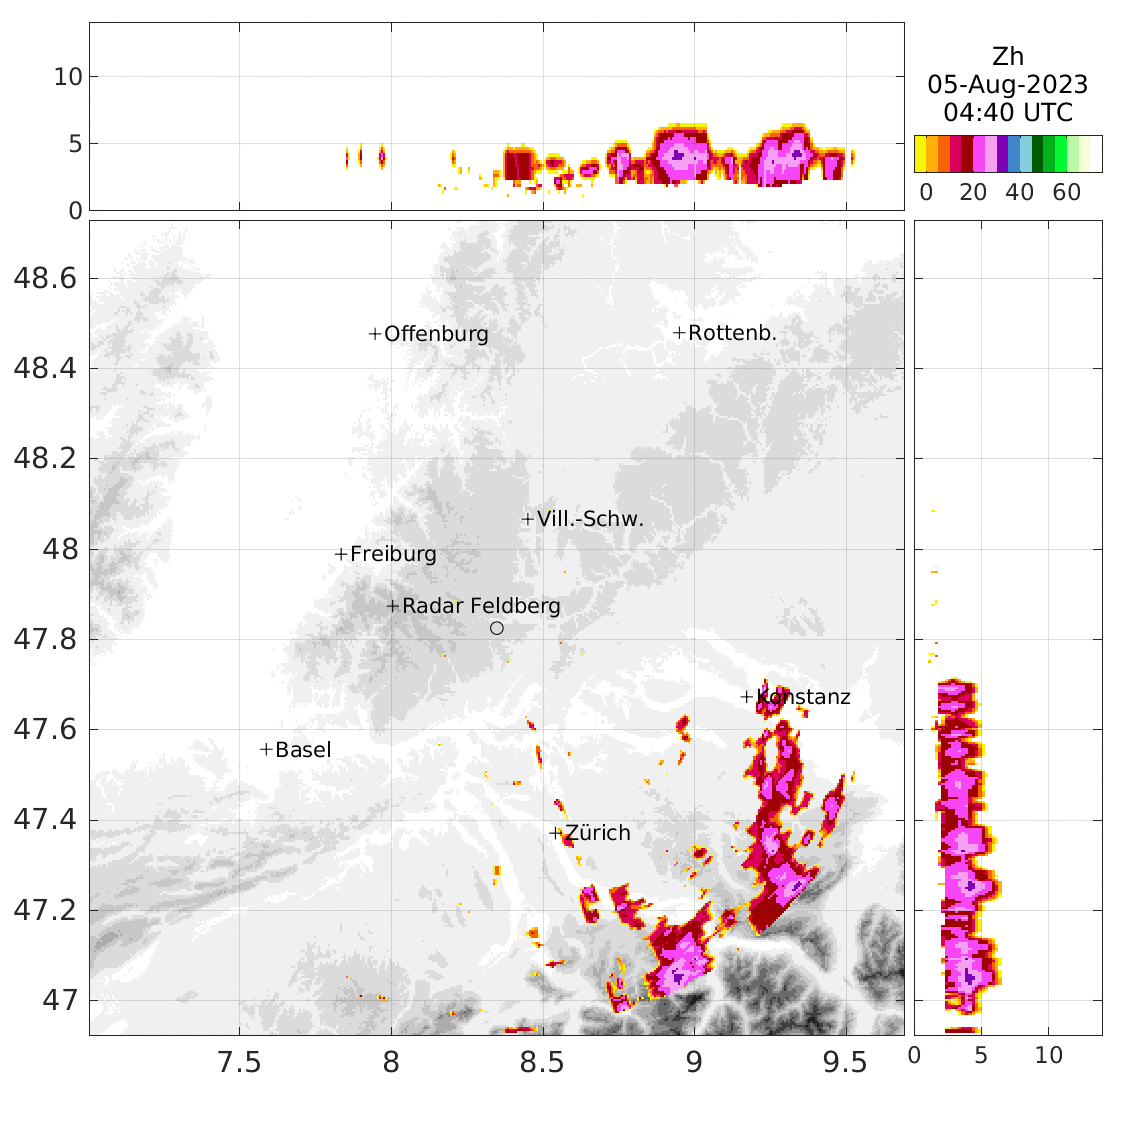 10
5
0
Zh
05-Aug-2023
04:40 UTC
0 20 40 60
48.6
48.4
48.2
48
47.8
47.6
47.4
47.2
47
Offenburg
Rottenb.
Vill.-Schw.
Freiburg
Radar Feldberg
Konstanz
Basel
Zürich
7.5 8 8.5 9 9.5
0 5 10